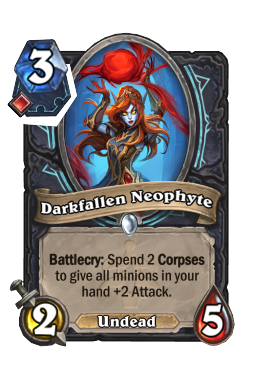 3
Darkfallen Neophyte
Battlecry: Spend 2 Corpses
to give all minions in your
hand +2 Attack.
2
Undead
5